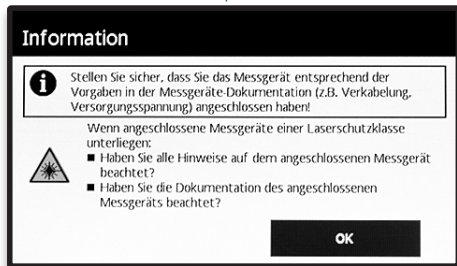 Information
Stellen Sie sicher, dass Sie das Messgerät entsprechend der
Vorgaben in der Messgeräte-Dokumentation (z.B. Verkabelung,
Versorgungsspannung) angeschlossen haben!
Wenn angeschlossene Messgeräte einer Laserschutzklasse
unterliegen:
■ Haben Sie alle Hinweise auf dem angeschlossenen Messgerät
beachtet?
■ Haben Sie die Dokumentation des angeschlossenen
Messgeräts beachtet?
OK